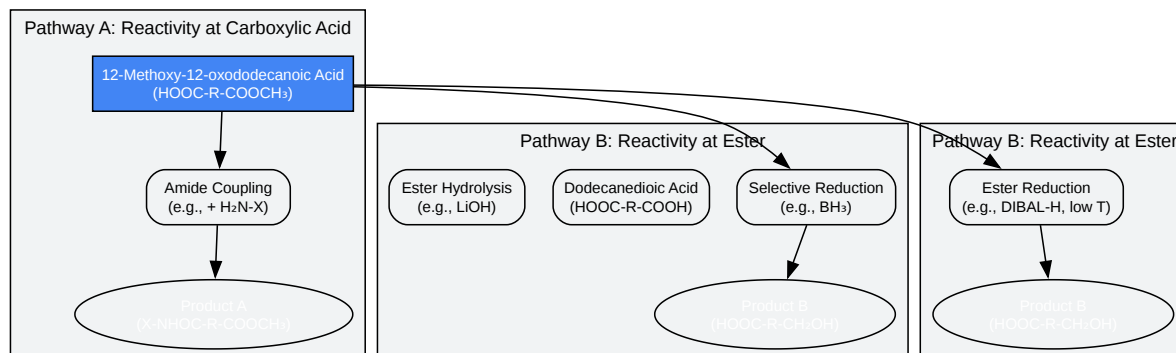 Pathway A: Reactivity at Carboxylic Acid
12-Methoxy-12-oxododecanoic Acid
(HOOC-R-COOCH₃)
Amide Coupling
(e.g., + H₂N-X)
Product A
(X-NHOC-R-COOCH₃)
Pathway B: Reactivity at Ester
Ester Hydrolysis
(e.g., LiOH)
Dodecanedioic Acid
(HOOC-R-COOH)
Selective Reduction
(e.g., BH₃)
Product B
(HOOC-R-CH₂OH)
Pathway B: Reactivity at Ester
Ester Reduction
(e.g., DIBAL-H, low T)
Product B
(HOOC-R-CH₂OH)